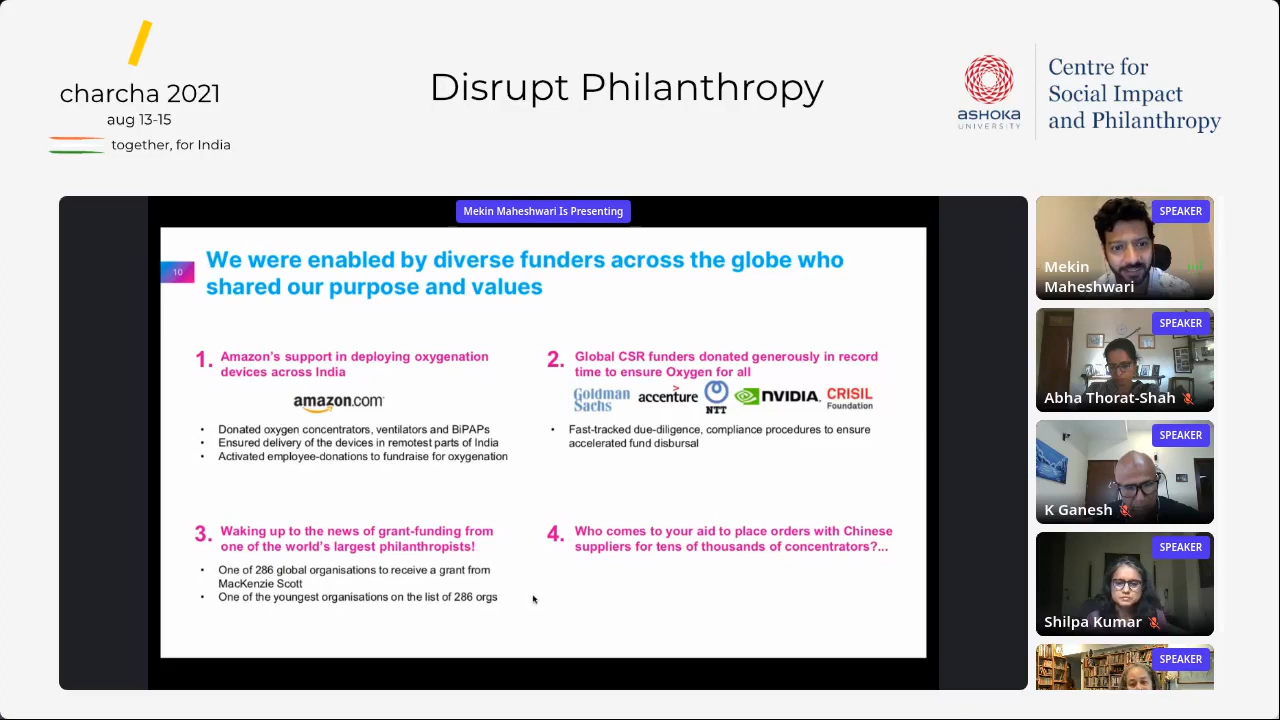 charcha 2021
aug 13-15
together, for India
Disrupt Philanthropy
ASHOKA
UNIVERSITY
Centre for
Social Impact
and Philanthropy
Mekin Maheshwari Is Presenting
10
We were enabled by diverse funders across the globe who
shared our purpose and values
1. Amazon's support in deploying oxygenation
devices across India
amazon.com
• Donated oxygen concentrators, ventilators and BiPAPs
• Ensured delivery of the devices in remotest parts of India
• Activated employee-donations to fundraise for oxygenation
2. Global CSR funders donated generously in record
time to ensure Oxygen for all
Goldman
Sachs
accenture
NTT
NVIDIA.
CRISIL
Foundation
• Fast-tracked due-diligence, compliance procedures to ensure
accelerated fund disbursal
3. Waking up to the news of grant-funding from
one of the world's largest philanthropists!
• One of 286 global organisations to receive a grant from
MacKenzie Scott
• One of the youngest organisations on the list of 286 orgs
4. Who comes to your aid to place orders with Chinese
suppliers for tens of thousands of concentrators?...
SPEAKER
Mekin
Maheshwari
SPEAKER
Abha Thorat-Shah
SPEAKER
K Ganesh
SPEAKER
Shilpa Kumar
SPEAKER